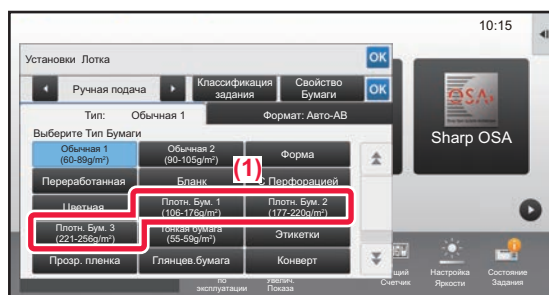 10:15
Установки Лотка
OK
Ручная подача
Классификация
задания
Свойство
Бумаги
OK
Тип: Обычная 1
Формат: Авто-AB
Выберите Тип Бумаги
Обычная 1
(60-89g/m²)
Обычная 2
(90-105g/m²)
Форма
Переработанная
Бланк
С Перфорацией
(1)
Цветная
Плотн. Бум. 1
(106-176g/m²)
Плотн. Бум. 2
(177-220g/m²)
Плотн. Бум. 3
(221-256g/m²)
Тонкая бумага
(55-59g/m²)
Этикетки
Прозр. пленка
Глянцев.бумага
Конверт
OSA
Sharp OSA
по
эксплуатации
Увелич.
Показа
щий
Счетчик
Настройка
Яркости
Состояние
Задания